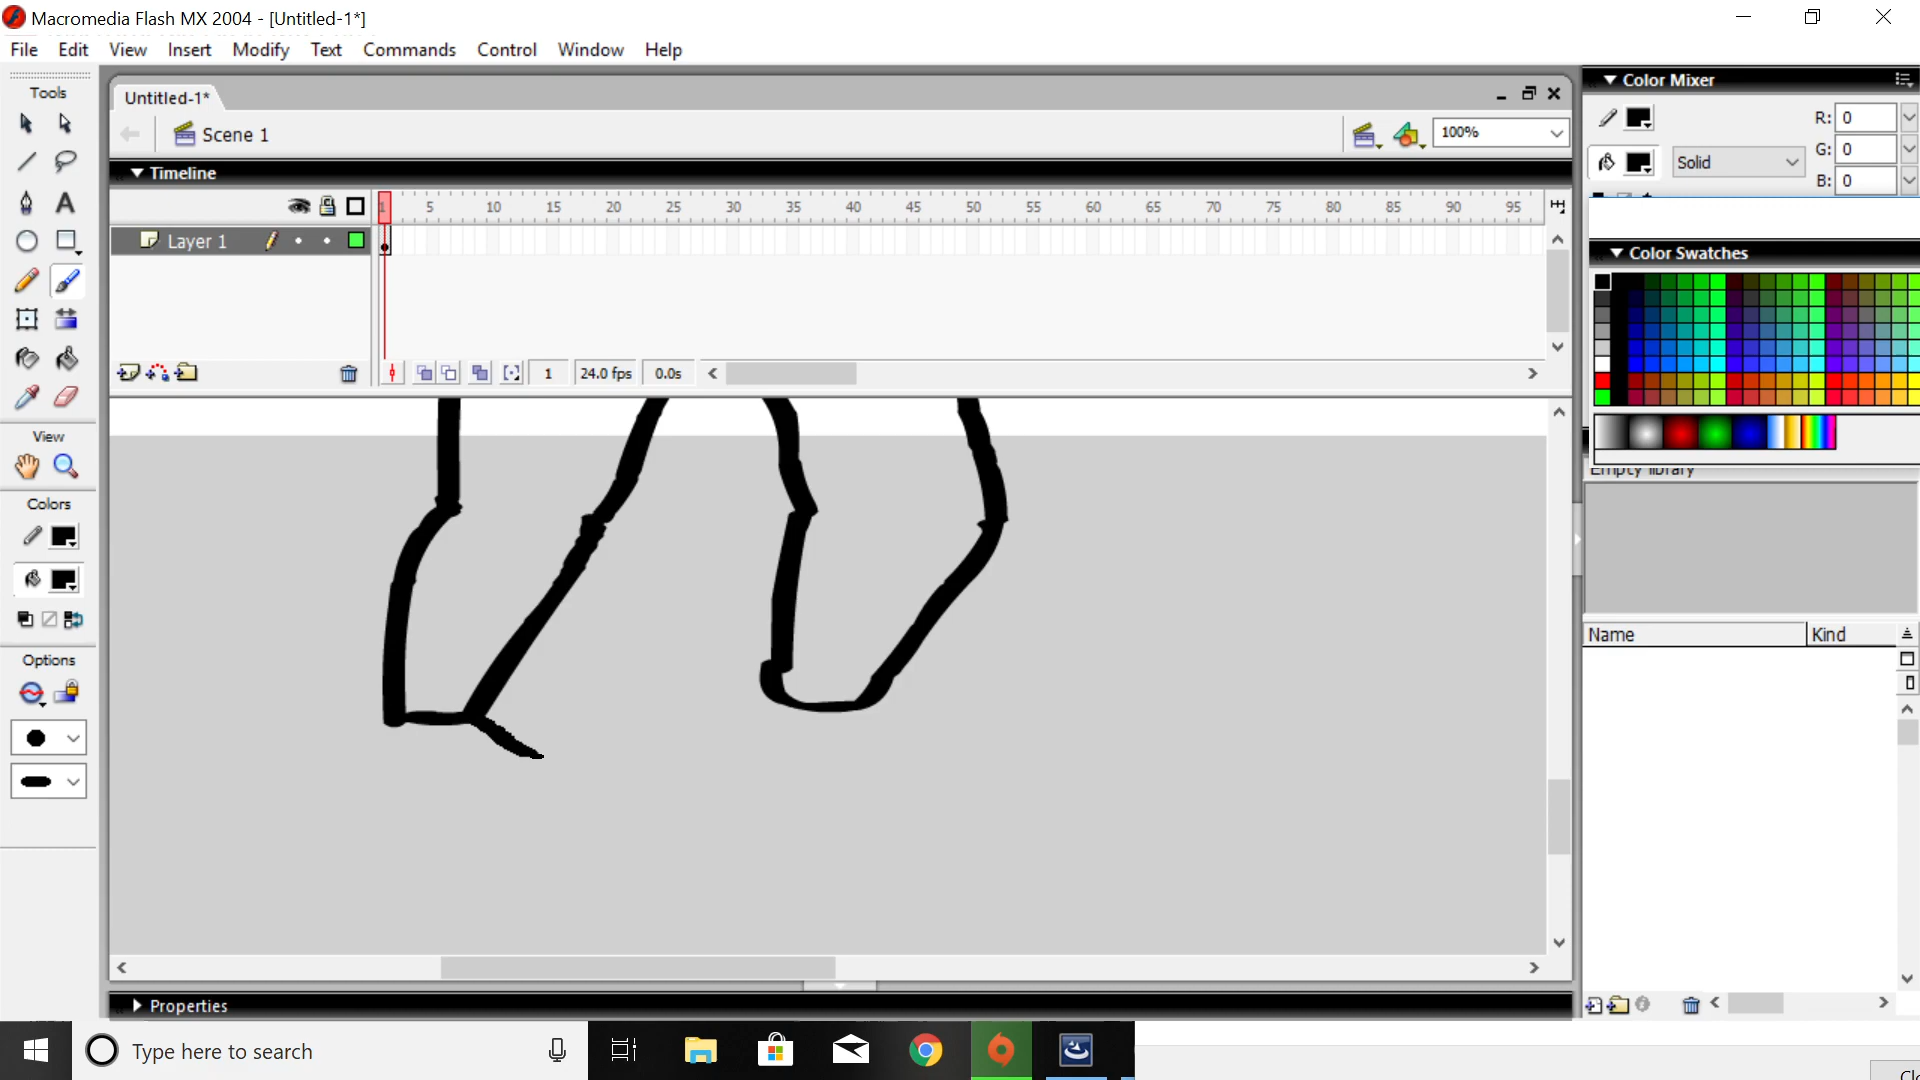 Macromedia Flash MX 2004 - [Untitled-1*]
File Edit View Insert Modify Text Commands Control Window Help
Tools
Untitled-1*
Scene 1
100%
Timeline
1 5 10 15 20 25 30 35 40 45 50 55 60 65 70 75 80 85 90 95
Layer 1
1 24.0 fps 0.0s
View
Colors
Options
Properties
Color Mixer
R: 0
Solid
G: 0
B: 0
Color Swatches
Empty library
Name Kind
Type here to search